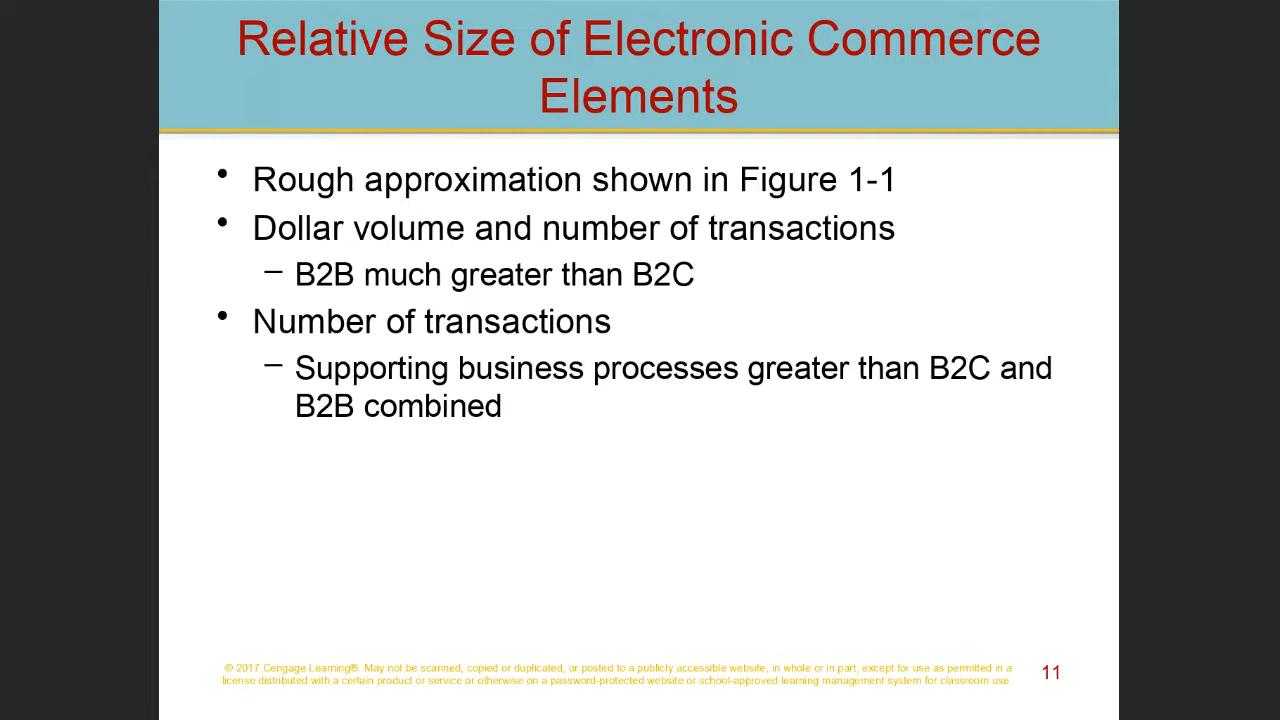 Relative Size of Electronic Commerce
Elements
• Rough approximation shown in Figure 1-1
• Dollar volume and number of transactions
– B2B much greater than B2C
• Number of transactions
– Supporting business processes greater than B2C and
B2B combined
© 2017 Cengage Learning®. May not be scanned, copied or duplicated, or posted to a publicly accessible website, in whole or in part, except for use as permitted in a
license distributed with a certain product or service or otherwise on a password-protected website or school-approved learning management system for classroom use.
11